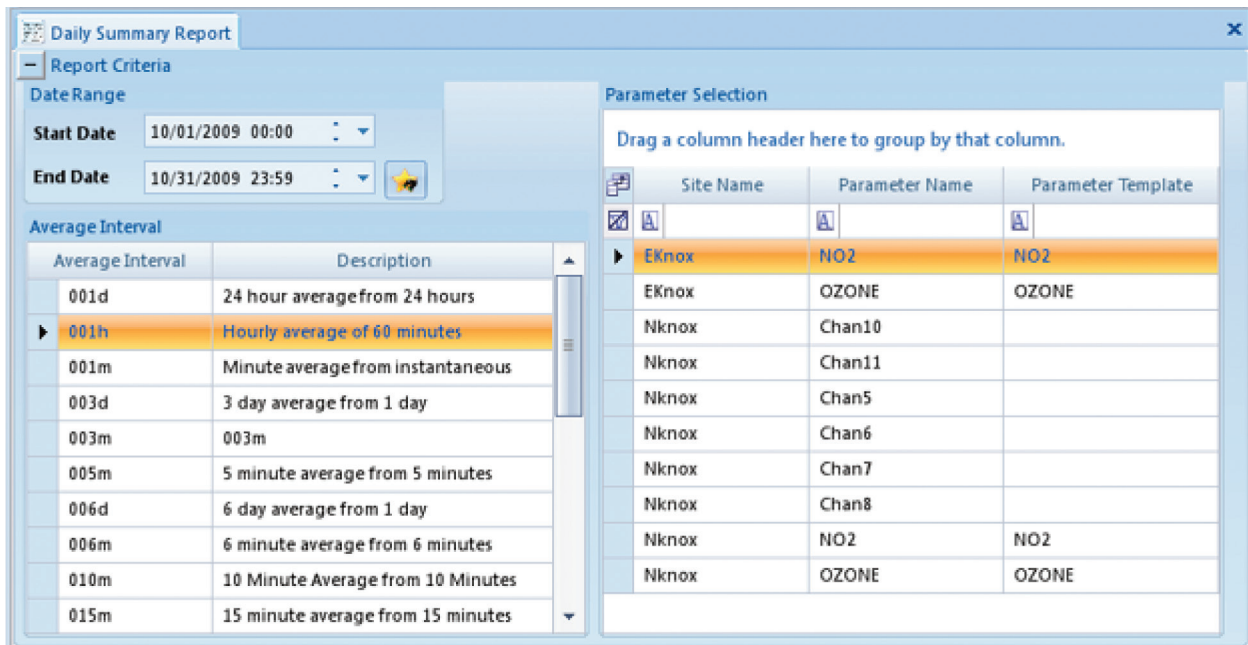 Daily Summary Report
Report Criteria
Date Range
Start Date 10/01/2009 00:00
End Date 10/31/2009 23:59
Average Interval
Average Interval Description
001d 24 hour average from 24 hours
001h Hourly average of 60 minutes
001m Minute average from instantaneous
003d 3 day average from 1 day
003m 003m
005m 5 minute average from 5 minutes
006d 6 day average from 1 day
006m 6 minute average from 6 minutes
010m 10 Minute Average from 10 Minutes
015m 15 minute average from 15 minutes
Parameter Selection
Drag a column header here to group by that column.
Site Name Parameter Name Parameter Template
A A A
EKnox NO2 NO2
EKnox OZONE OZONE
Nknox Chan10
Nknox Chan11
Nknox Chan5
Nknox Chan6
Nknox Chan7
Nknox Chan8
Nknox NO2 NO2
Nknox OZONE OZONE